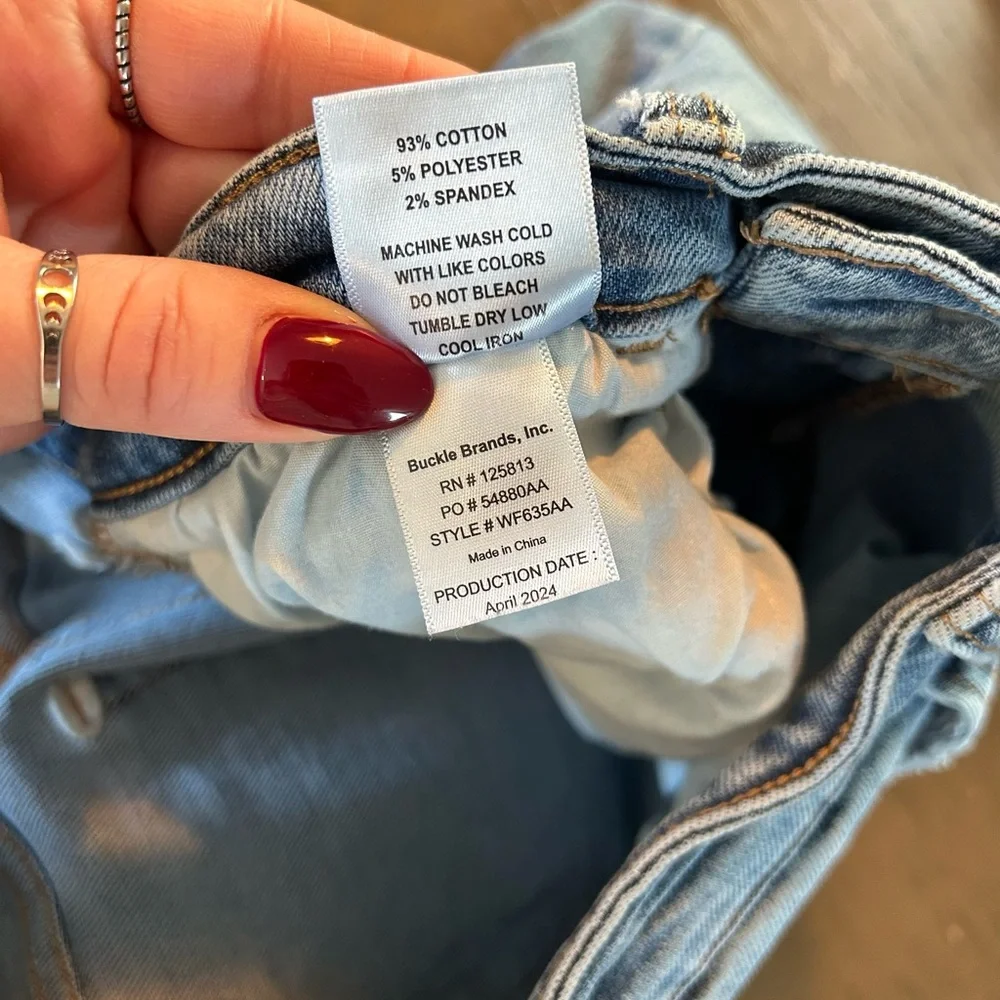 93% COTTON
5% POLYESTER
2% SPANDEX
MACHINE WASH COLD
WITH LIKE COLORS
DO NOT BLEACH
TUMBLE DRY LOW
COOL IRON
Buckle Brands, Inc.
RN # 125813
PO # 54880AA
STYLE # WF635AA
Made in China
PRODUCTION DATE :
April 2024